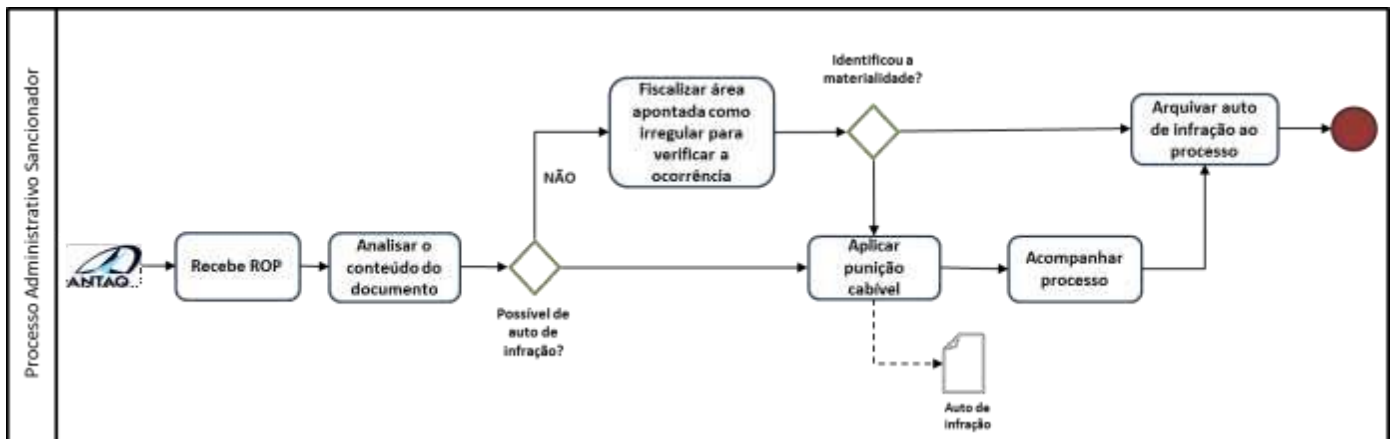 Processo Administrativo Sancionador
ANTAQ
Recebe ROP
Analisar o
conteúdo do
documento
Possível de
auto de
infração?
NÃO
Fiscalizar área
apontada como
irregular para
verificar a
ocorrência
Identificou a
materialidade?
Aplicar
punição
cabível
Auto de
infração
Acompanhar
processo
Arquivar auto
de infração ao
processo